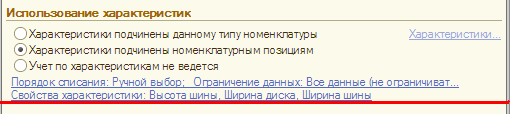 Использование характеристик
Характеристики подчинены данному типу номенклатуры Характеристики...
Характеристики подчинены номенклатурным позициям
Учет по характеристикам не ведется
Порядок списания: Ручной выбор; Ограничение данных: Все данные (не ограничиват...
Свойства характеристики: Высота шины, Ширина диска, Ширина шины